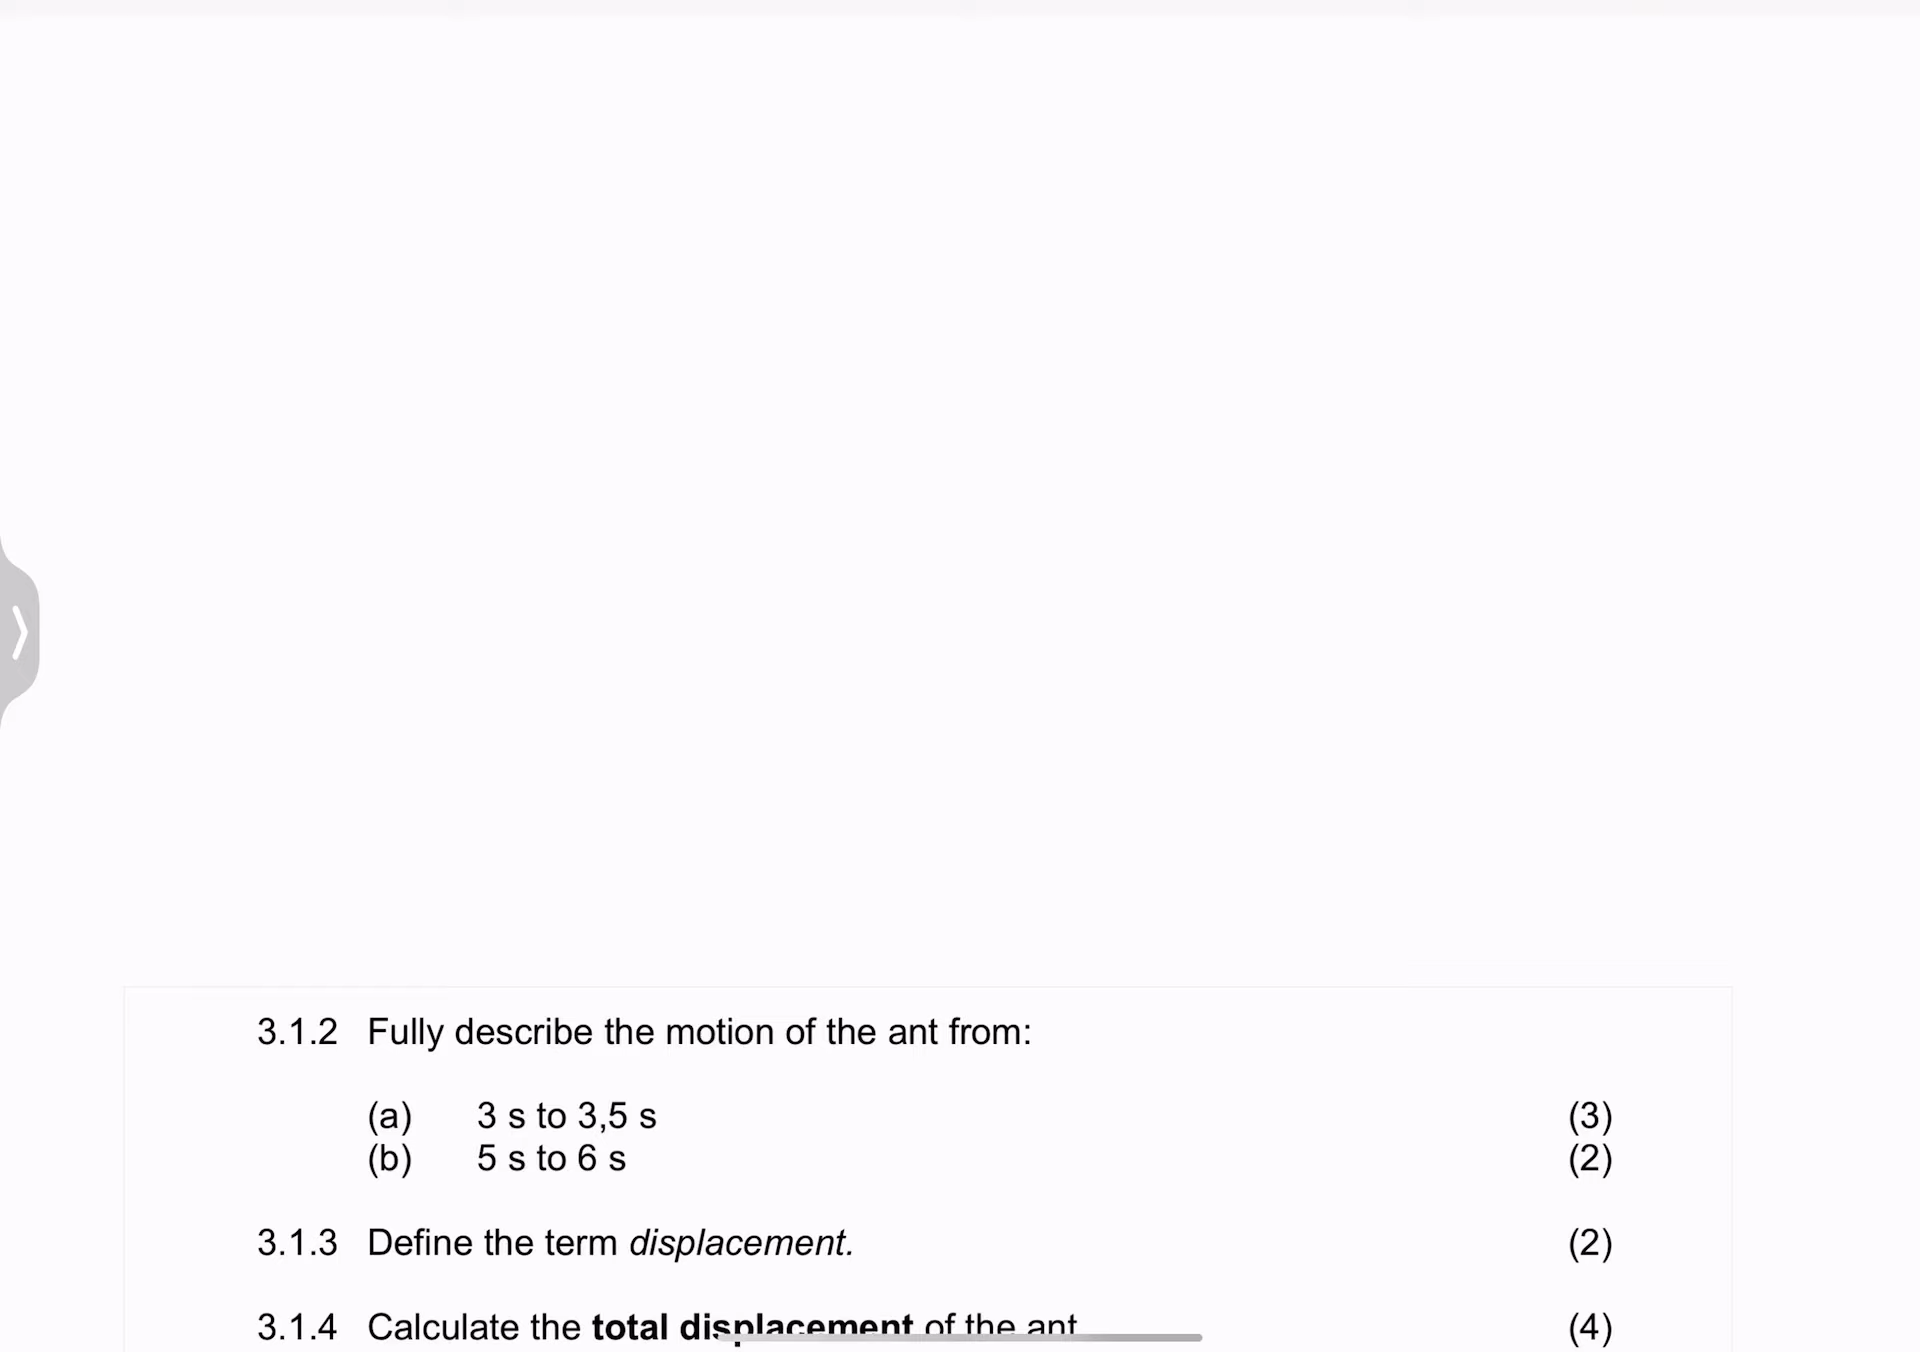 3.1.2 Fully describe the motion of the ant from:
(a) 3 s to 3,5 s (3)
(b) 5 s to 6 s (2)
3.1.3 Define the term displacement. (2)
3.1.4 Calculate the total displacement of the ant (4)